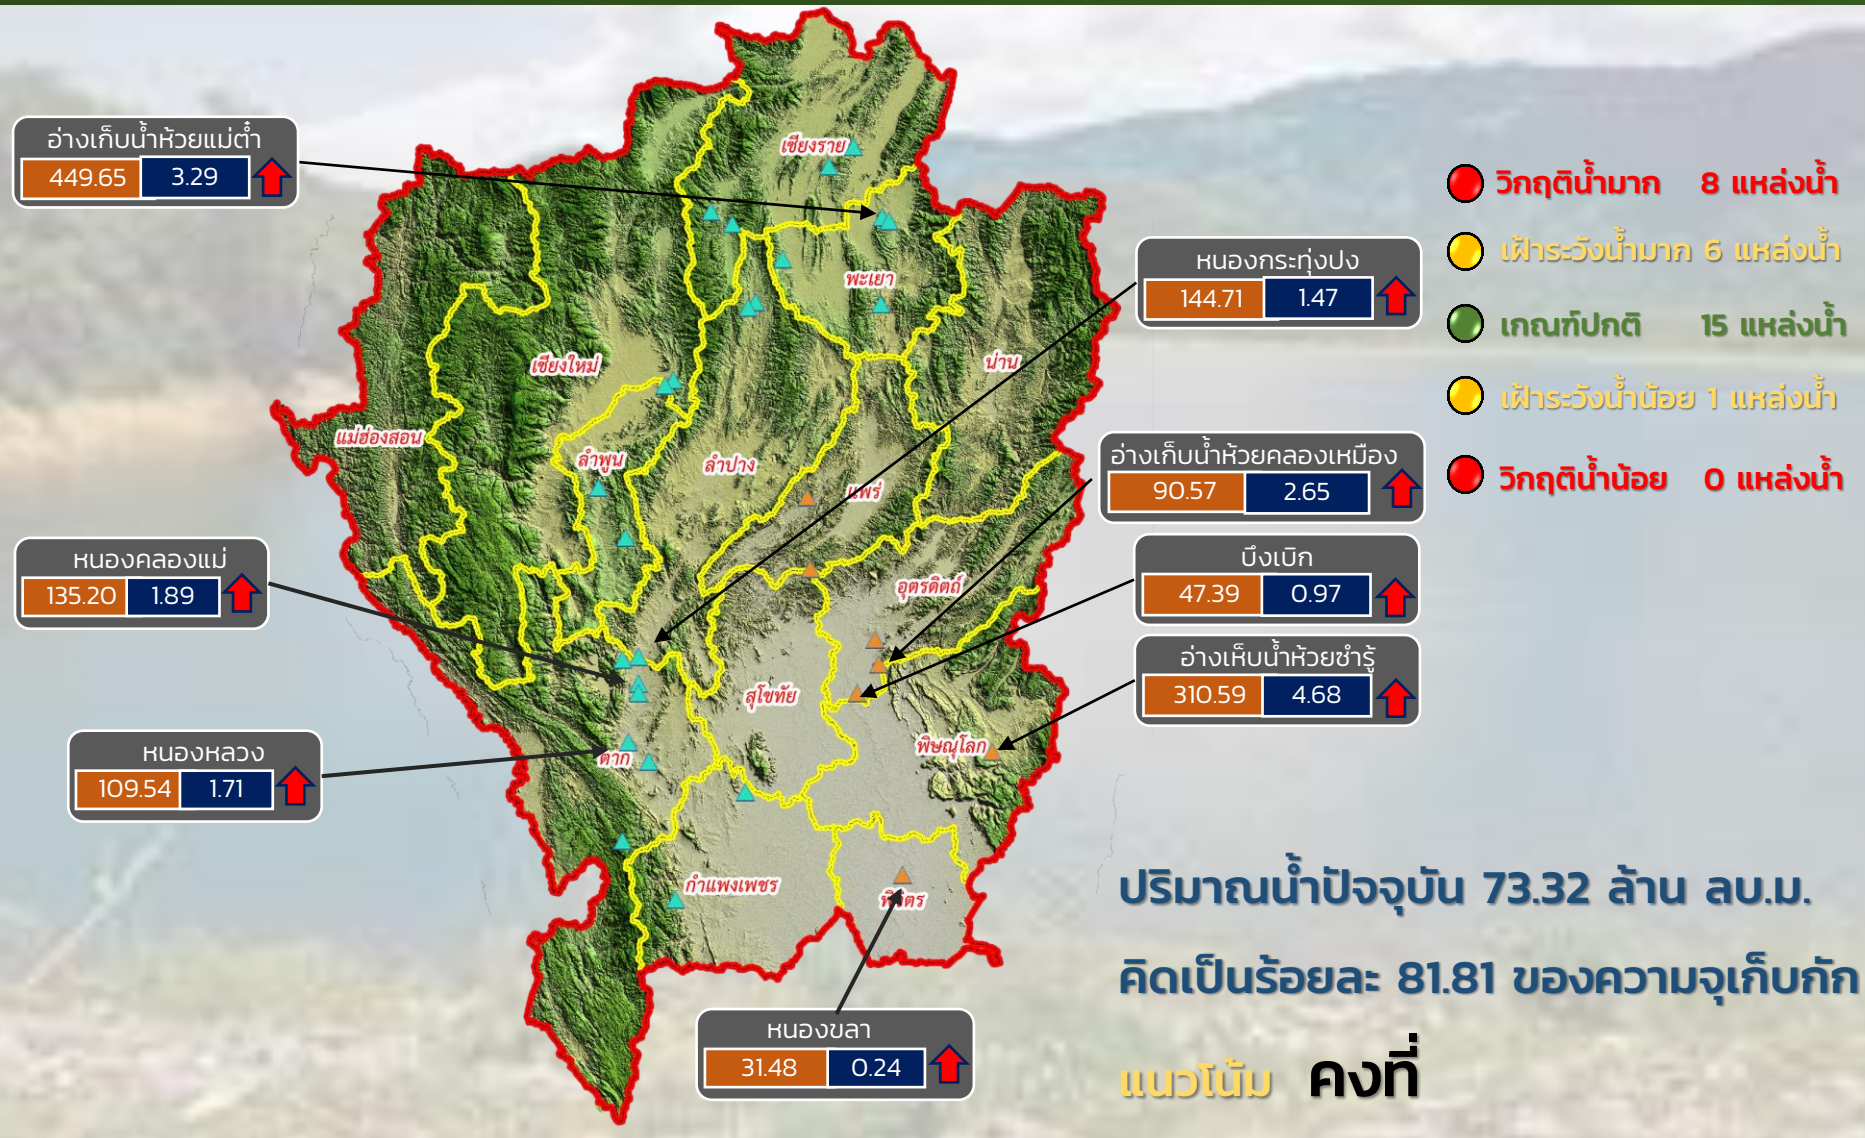 อ่างเก็บน้ำห้วยแม่ต๋ำ
449.65 3.29
หนองคลองแม่
135.20 1.89
หนองหลวง
109.54 1.71
หนองขลา
31.48 0.24
หนองกระทุ่งปง
144.71 1.47
อ่างเก็บน้ำห้วยคลองเหมือง
90.57 2.65
บึงเบิก
47.39 0.97
อ่างเห็บน้ำห้วยซำรู้
310.59 4.68
เชียงราย
พะเยา
น่าน
เชียงใหม่
แม่ฮ่องสอน
ลำพูน
ลำปาง
แพร่
อุตรดิตถ์
สุโขทัย
ตาก
พิษณุโลก
กำแพงเพชร
พิจิตร
วิกฤติน้ำมาก 8 แหล่งน้ำ
เฝ้าระวังน้ำมาก 6 แหล่งน้ำ
เกณฑ์ปกติ 15 แหล่งน้ำ
เฝ้าระวังน้ำน้อย 1 แหล่งน้ำ
วิกฤติน้ำน้อย 0 แหล่งน้ำ
ปริมาณน้ำปัจจุบัน 73.32 ล้าน ลบ.ม.
คิดเป็นร้อยละ 81.81 ของความจุเก็บกัก
แนวโน้ม คงที่